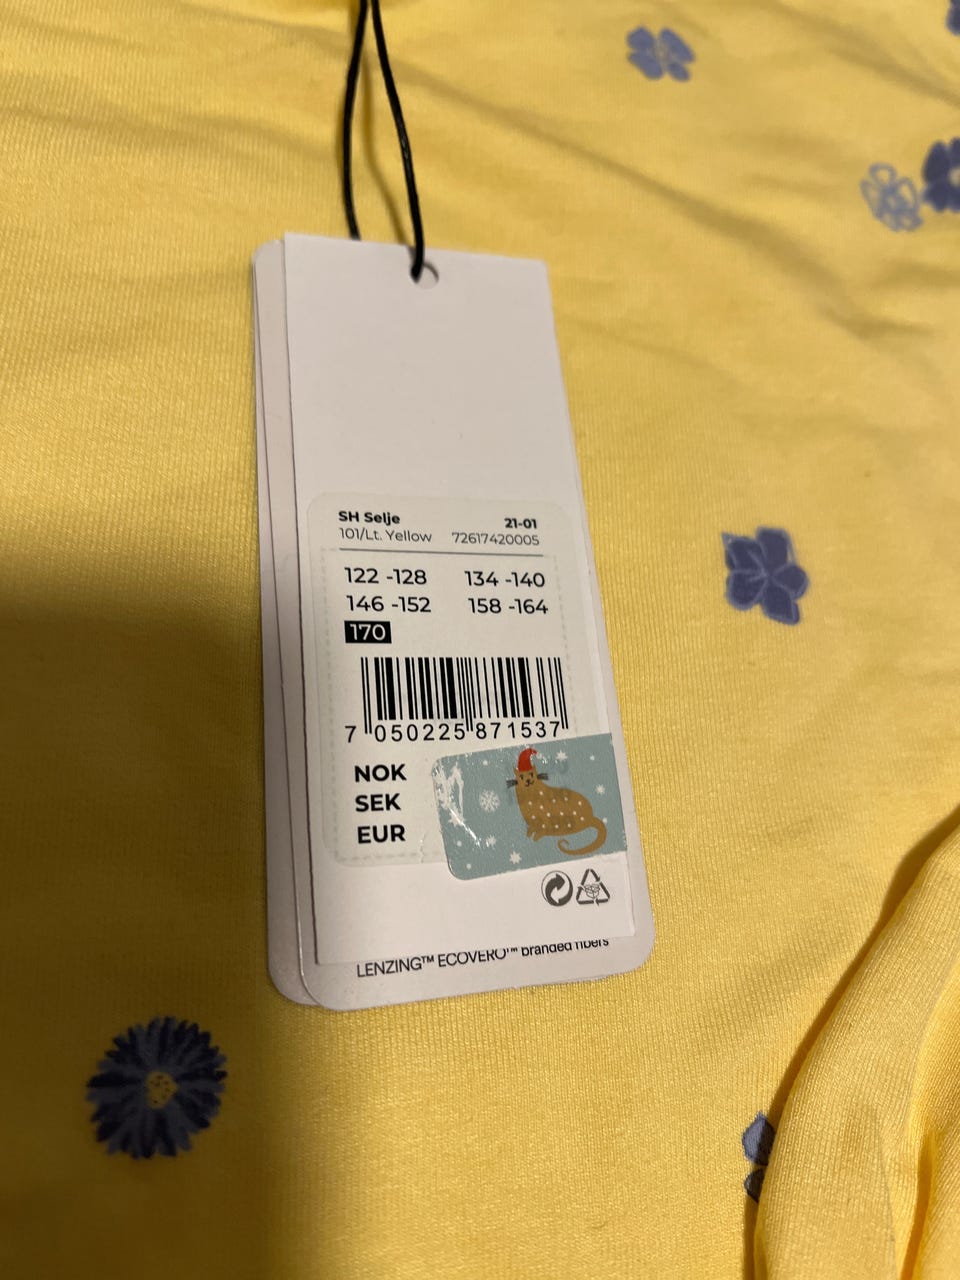 SH Selje 21-01
101/Lt. Yellow 72617420005
122 -128 134 -140
146 -152 158 -164
170
7 050225 871537
NOK
SEK
EUR
LENZING™ ECOVERO™ branded fibers